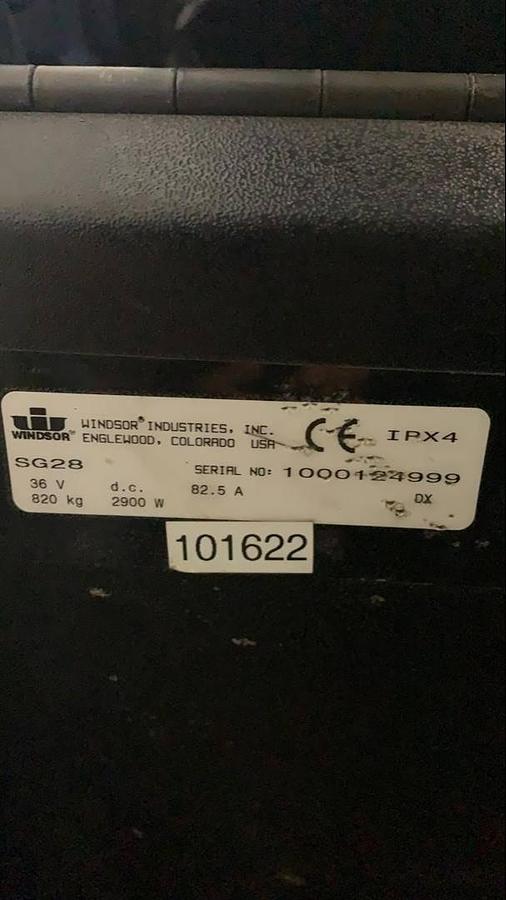 WINDSOR®
WINDSOR® INDUSTRIES, INC.
ENGLEWOOD, COLORADO USA
CE IPX4
SG28
SERIAL NO: 1000124999
36 V d.c. 82.5 A
820 kg 2900 W
DX
101622